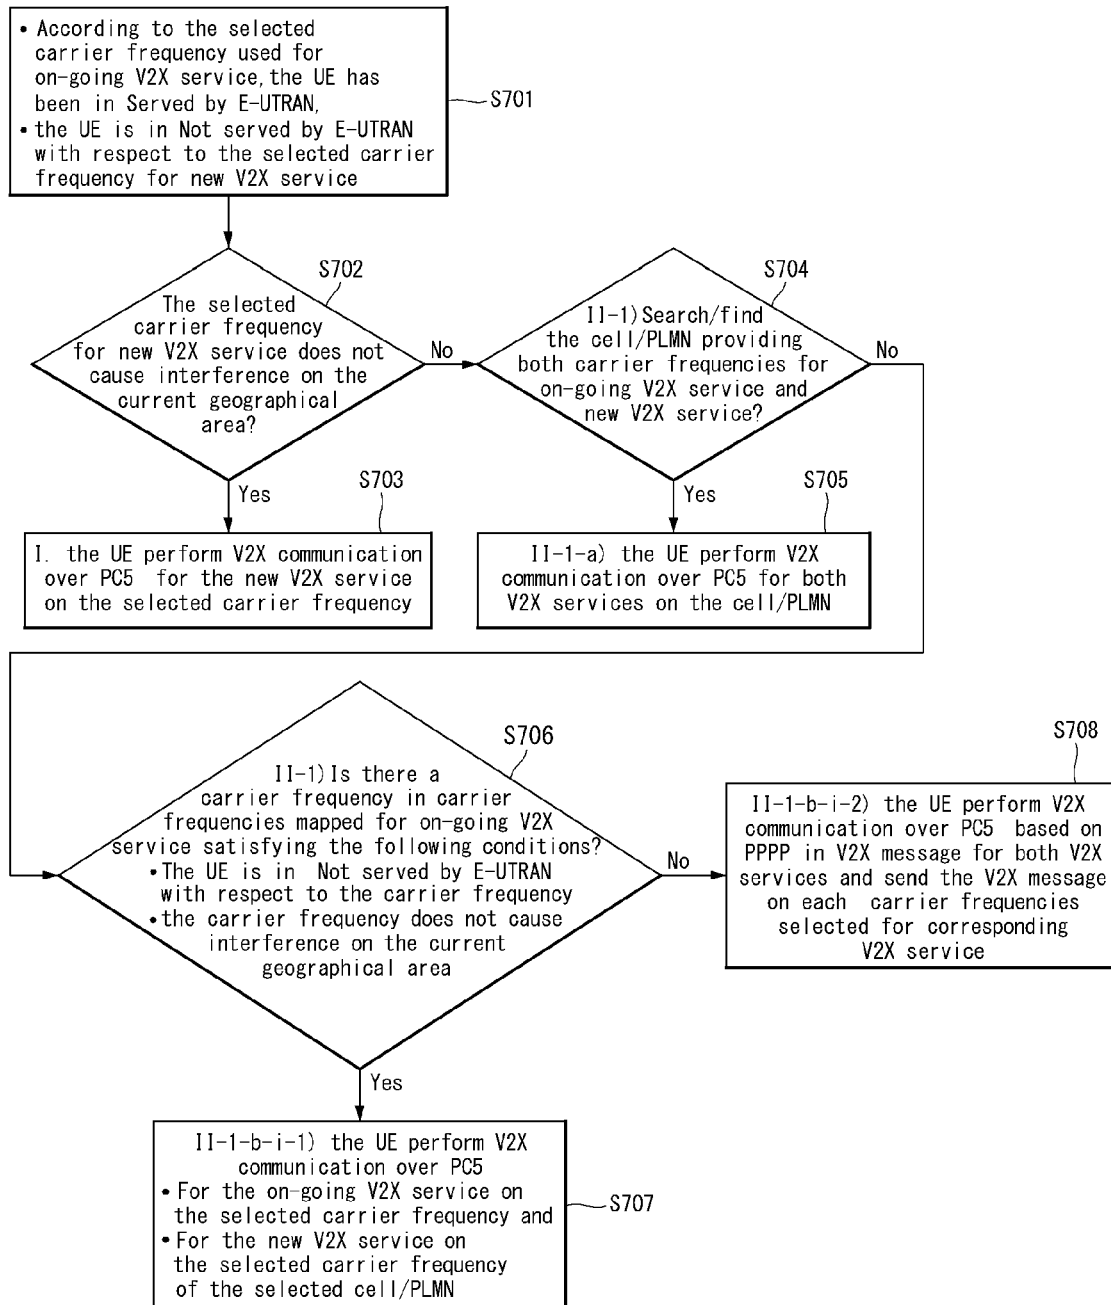 • According to the selected
carrier frequency used for
on-going V2X service, the UE has
been in Served by E-UTRAN,
• the UE is in Not served by E-UTRAN
with respect to the selected carrier
frequency for new V2X service
S701
S702
The selected
carrier frequency
for new V2X service does not
cause interference on the
current geographical
area?
No
Yes
S704
II-1) Search/find
the cell/PLMN providing
both carrier frequencies for
on-going V2X service and
new V2X service?
No
Yes
S703
I. the UE perform V2X communication
over PC5 for the new V2X service
on the selected carrier frequency
S705
II-1-a) the UE perform V2X
communication over PC5 for both
V2X services on the cell/PLMN
S706
II-1) Is there a
carrier frequency in carrier
frequencies mapped for on-going V2X
service satisfying the following conditions?
• The UE is in Not served by E-UTRAN
with respect to the carrier frequency
• the carrier frequency does not cause
interference on the current
geographical area
No
Yes
S708
II-1-b-i-2) the UE perform V2X
communication over PC5 based on
PPPP in V2X message for both V2X
services and send the V2X message
on each carrier frequencies
selected for corresponding
V2X service
II-1-b-i-1) the UE perform V2X
communication over PC5
• For the on-going V2X service on
the selected carrier frequency and
• For the new V2X service on
the selected carrier frequency
of the selected cell/PLMN
S707